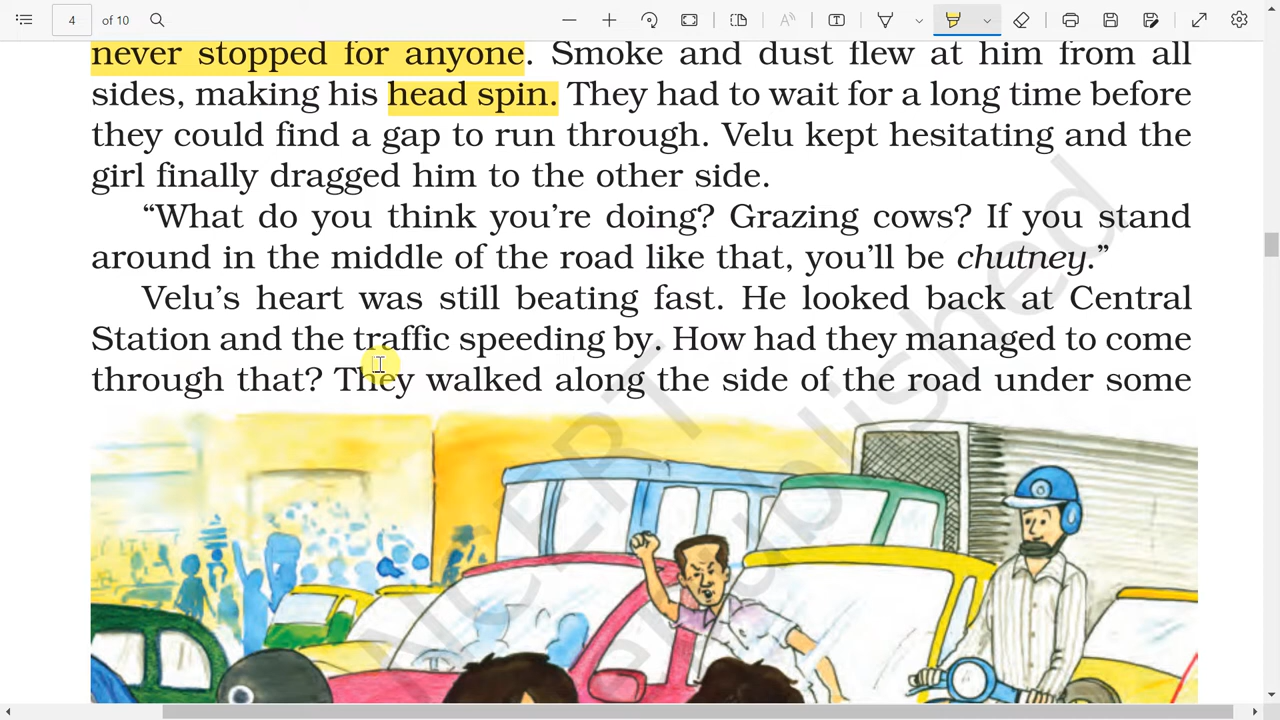 4 of 10
never stopped for anyone. Smoke and dust flew at him from all
sides, making his head spin. They had to wait for a long time before
they could find a gap to run through. Velu kept hesitating and the
girl finally dragged him to the other side.
“What do you think you’re doing? Grazing cows? If you stand
around in the middle of the road like that, you’ll be chutney.”
Velu’s heart was still beating fast. He looked back at Central
Station and the traffic speeding by. How had they managed to come
through that? They walked along the side of the road under some
NCERT
republished